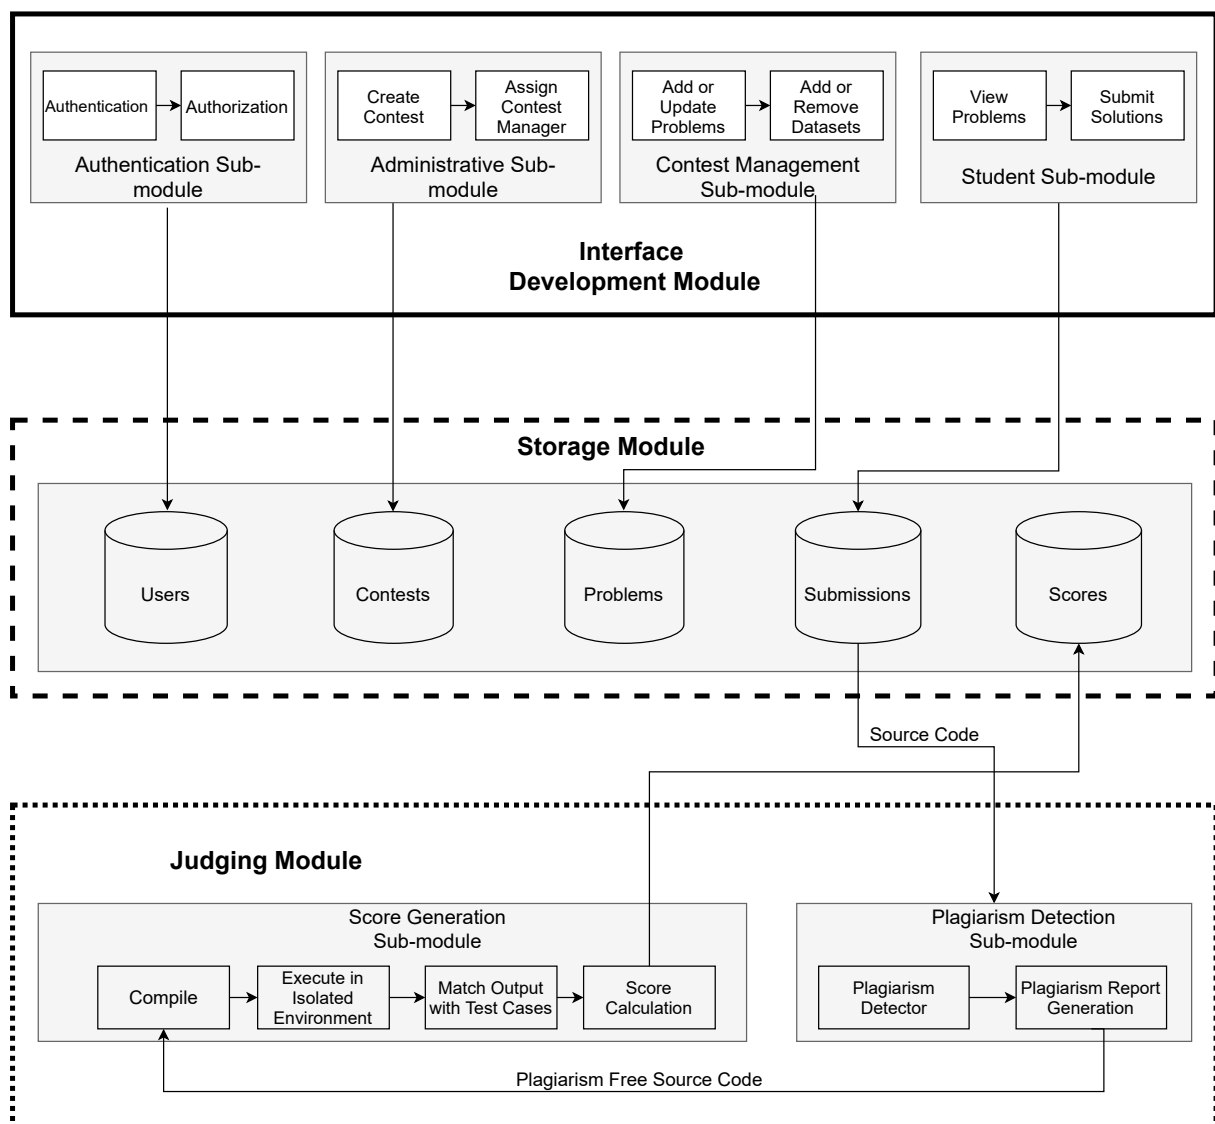 Authentication
Authorization
Authentication Sub-
module
Create
Contest
Assign
Contest
Manager
Administrative Sub-
module
Add or
Update
Problems
Add or
Remove
Datasets
Contest Management
Sub-module
View
Problems
Submit
Solutions
Student Sub-module
Interface
Development Module
Storage Module
Users
Contests
Problems
Submissions
Scores
Source Code
Judging Module
Score Generation
Sub-module
Compile
Execute in
Isolated
Environment
Match Output
with Test Cases
Score
Calculation
Plagiarism Detection
Sub-module
Plagiarism
Detector
Plagiarism Report
Generation
Plagiarism Free Source Code